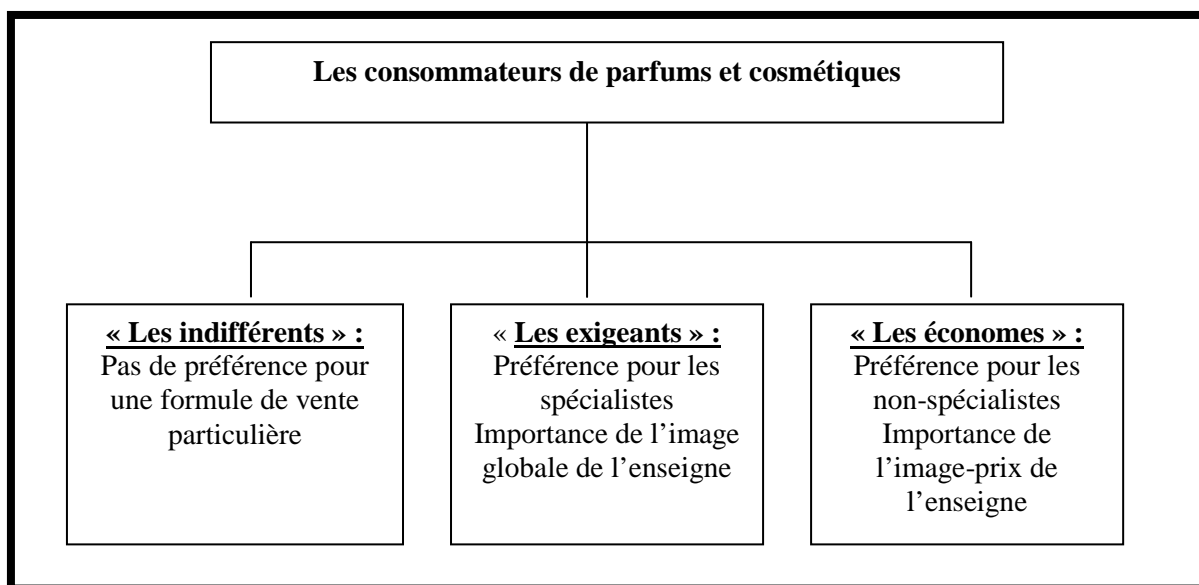 Les consommateurs de parfums et cosmétiques
« Les indifférents » :
Pas de préférence pour
une formule de vente
particulière
« Les exigeants » :
Préférence pour les
spécialistes
Importance de l’image
globale de l’enseigne
« Les économes » :
Préférence pour les
non-spécialistes
Importance de
l’image-prix de
l’enseigne